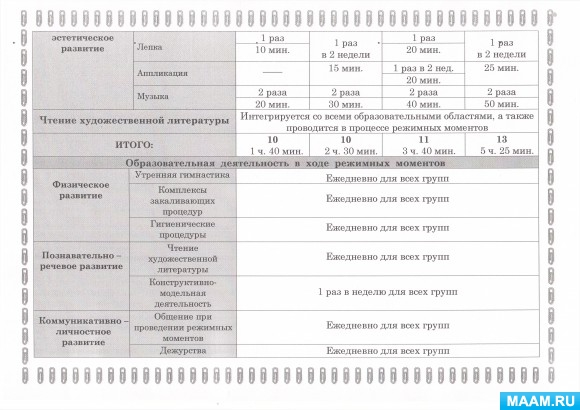 эстетическое
развитие
Лепка
1 раз
10 мин.
1 раз
в 2 недели
15 мин.
1 раз
20 мин.
1 раз
в 2 недели
25 мин.
Аппликация
——
1 раз в 2 нед.
20 мин.
Музыка
2 раза
20 мин.
2 раза
30 мин.
2 раза
40 мин.
2 раза
50 мин.
Чтение художественной литературы
Интегрируется со всеми образовательными областями, а также
проводится в процессе режимных моментов
ИТОГО:
10
1 ч. 40 мин.
10
2 ч. 30 мин.
11
3 ч. 40 мин.
13
5 ч. 25 мин.
Образовательная деятельность в ходе режимных моментов
Физическое
развитие
Утренняя гимнастика
Ежедневно для всех групп
Комплексы
закаливающих
процедур
Ежедневно для всех групп
Гигиенические
процедуры
Ежедневно для всех групп
Познавательно –
речевое развитие
Чтение
художественной
литературы
Ежедневно для всех групп
Конструктивно-
модельная
деятельность
1 раз в неделю для всех групп
Коммуникативно –
личностное
развитие
Общение при
проведении режимных
моментов
Ежедневно для всех групп
Дежурства
Ежедневно для всех групп
MAAM.RU